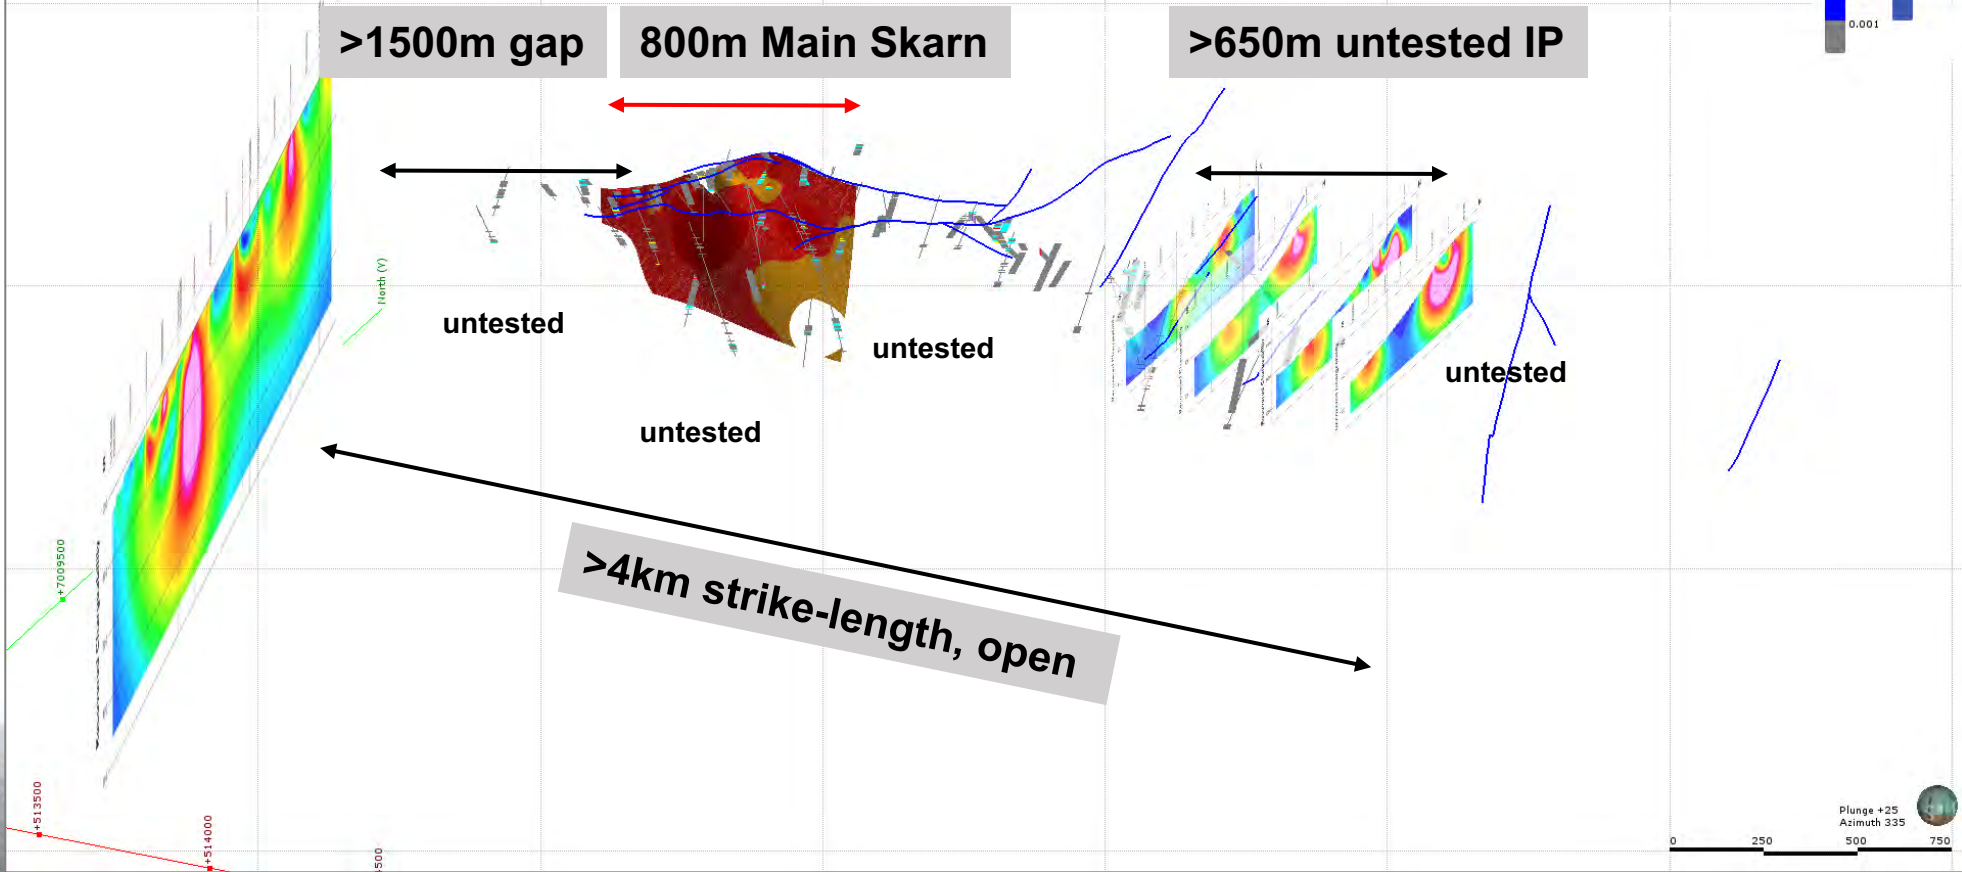 >1500m gap
800m Main Skarn
>650m untested IP
0.001
North (Y)
untested
untested
untested
untested
>4km strike-length, open
+7009500
+513500
+514000
Plunge +25
Azimuth 335
0 250 500 750